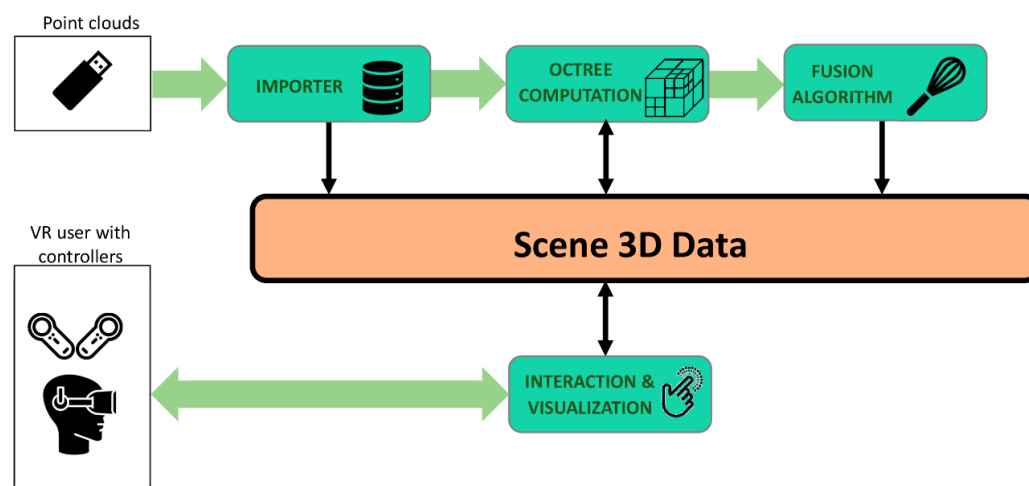 Point clouds
IMPORTER
OCTREE
COMPUTATION
FUSION
ALGORITHM
Scene 3D Data
VR user with
controllers
INTERACTION &
VISUALIZATION